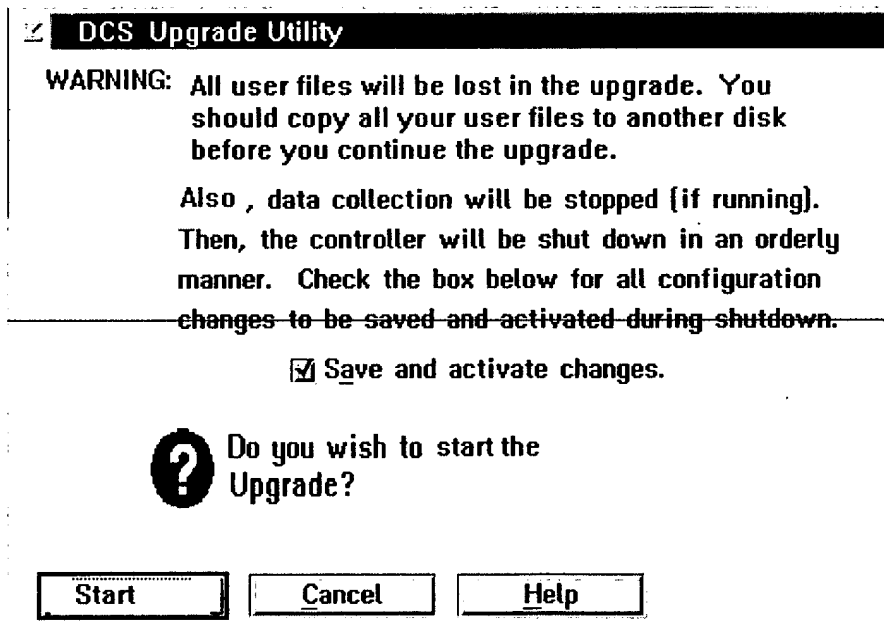 DCS Upgrade Utility
WARNING: All user files will be lost in the upgrade. You
should copy all your user files to another disk
before you continue the upgrade.
Also , data collection will be stopped (if running).
Then, the controller will be shut down in an orderly
manner. Check the box below for all configuration
changes to be saved and activated during shutdown.
Save and activate changes.
Do you wish to start the
Upgrade?
Start Cancel Help